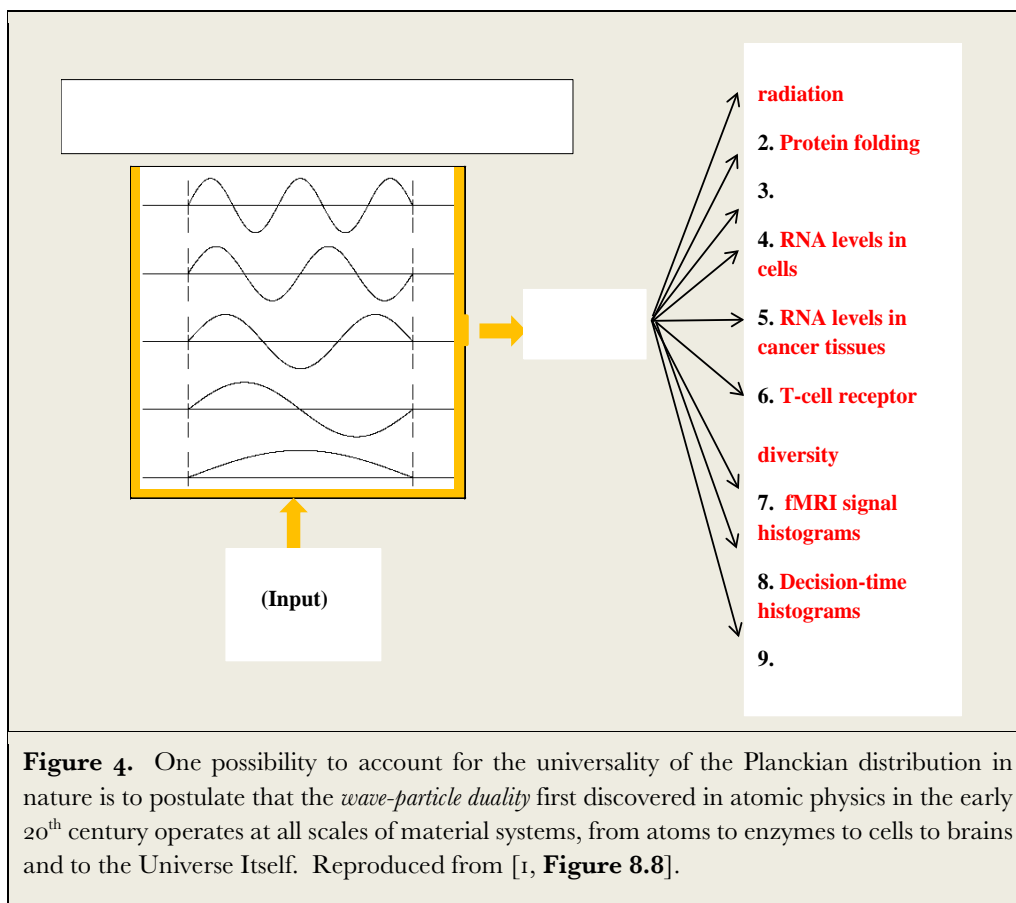 radiation
2. Protein folding
3.
4. RNA levels in
cells
5. RNA levels in
cancer tissues
6. T-cell receptor
diversity
7. fMRI signal
histograms
8. Decision-time
histograms
9.
(Input)
Figure 4. One possibility to account for the universality of the Planckian distribution in
nature is to postulate that the wave-particle duality first discovered in atomic physics in the early
20th century operates at all scales of material systems, from atoms to enzymes to cells to brains
and to the Universe Itself. Reproduced from [1, Figure 8.8].